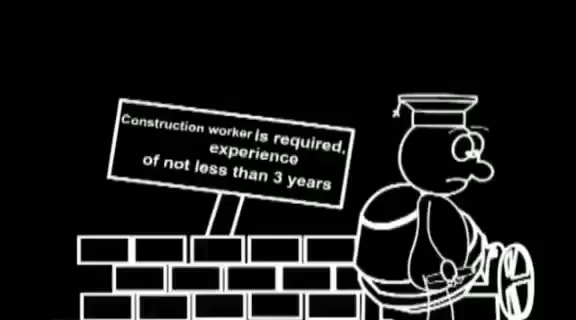 Construction worker is required,
experience
of not less than 3 years